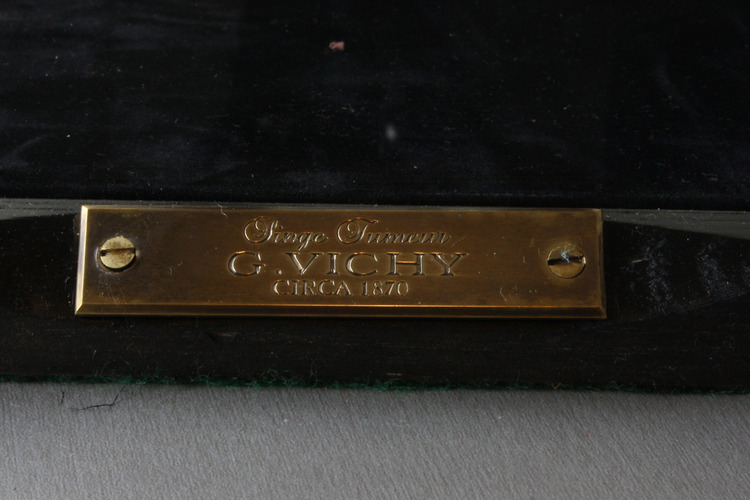 Singe Fumeur
G. VICHY
CIRCA 1870